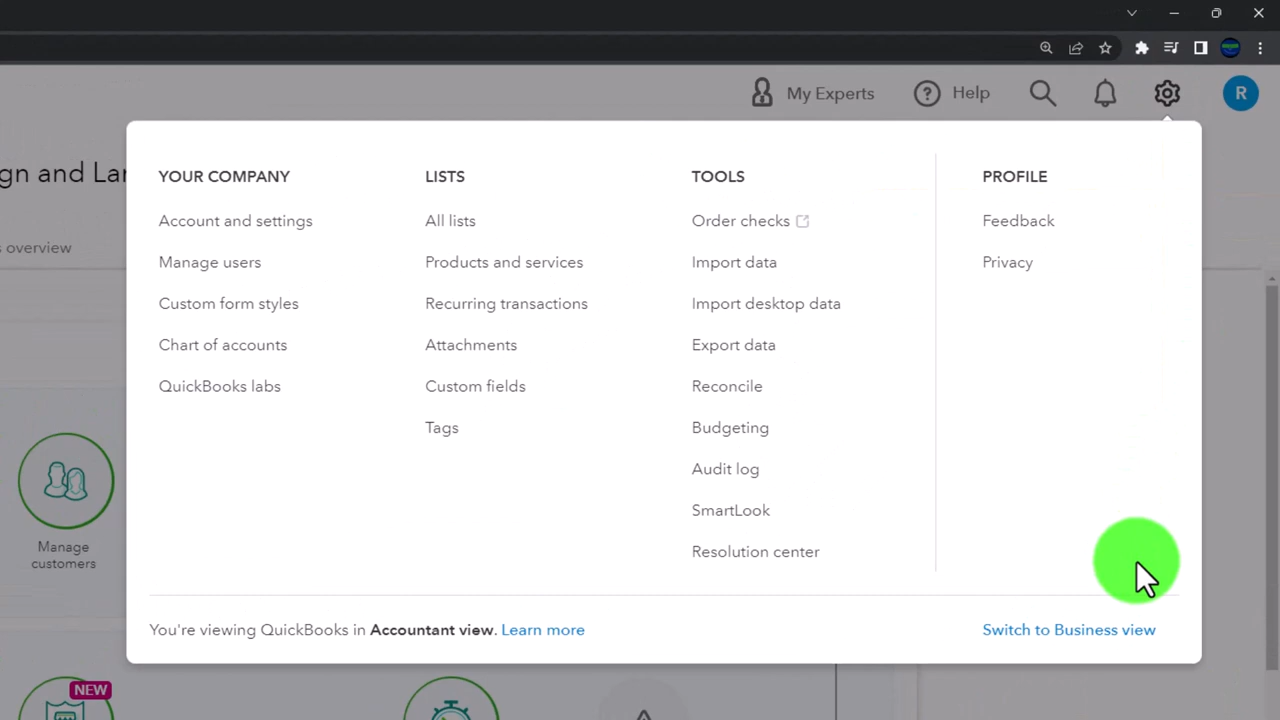 My Experts
Help
R
gn and Lar
s overview
YOUR COMPANY
Account and settings
Manage users
Custom form styles
Chart of accounts
QuickBooks labs
LISTS
All lists
Products and services
Recurring transactions
Attachments
Custom fields
Tags
TOOLS
Order checks
Import data
Import desktop data
Export data
Reconcile
Budgeting
Audit log
SmartLook
Resolution center
PROFILE
Feedback
Privacy
Manage
customers
You're viewing QuickBooks in Accountant view. Learn more
Switch to Business view
NEW